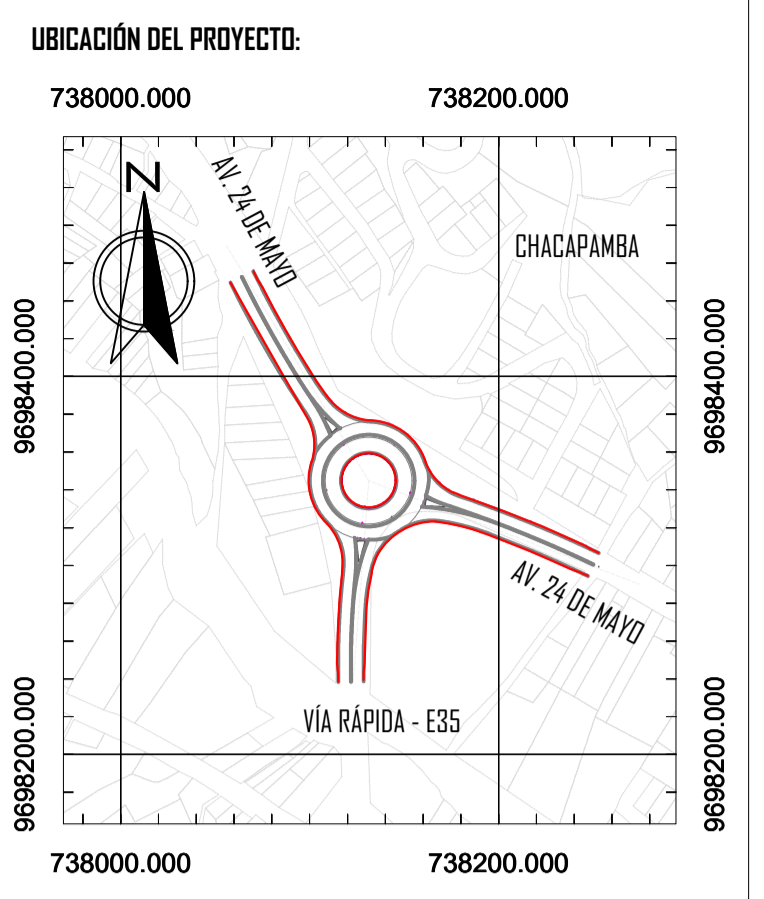 UBICACIÓN DEL PROYECTO:
738000.000
738200.000
N
AV. 24 DE MAYO
CHACAPAMBA
9698400.000
9698400.000
AV. 24 DE MAYO
VÍA RÁPIDA - E35
9698200.000
9698200.000
738000.000
738200.000